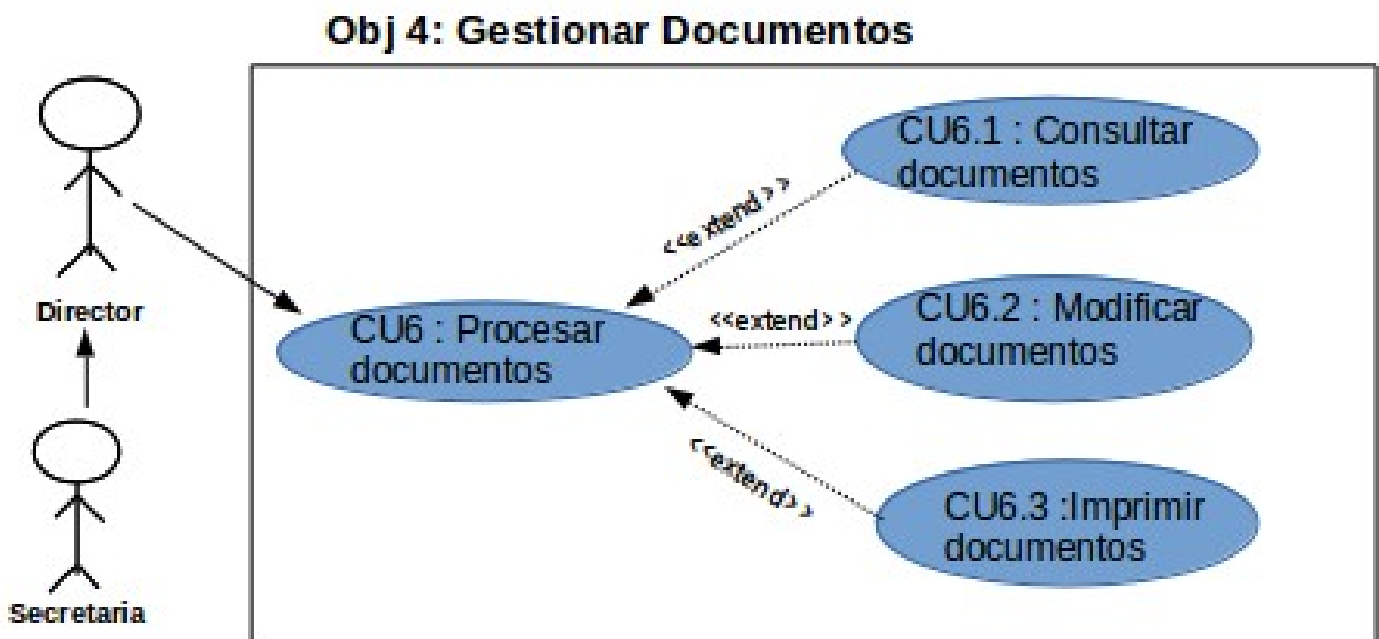 Obj 4: Gestionar Documentos
CU6.1 : Consultar
documentos
<<extend>>
Director
CU6 : Procesar
documentos
<<extend>>
CU6.2 : Modificar
documentos
<<extend>>
CU6.3 :Imprimir
documentos
Secretaria